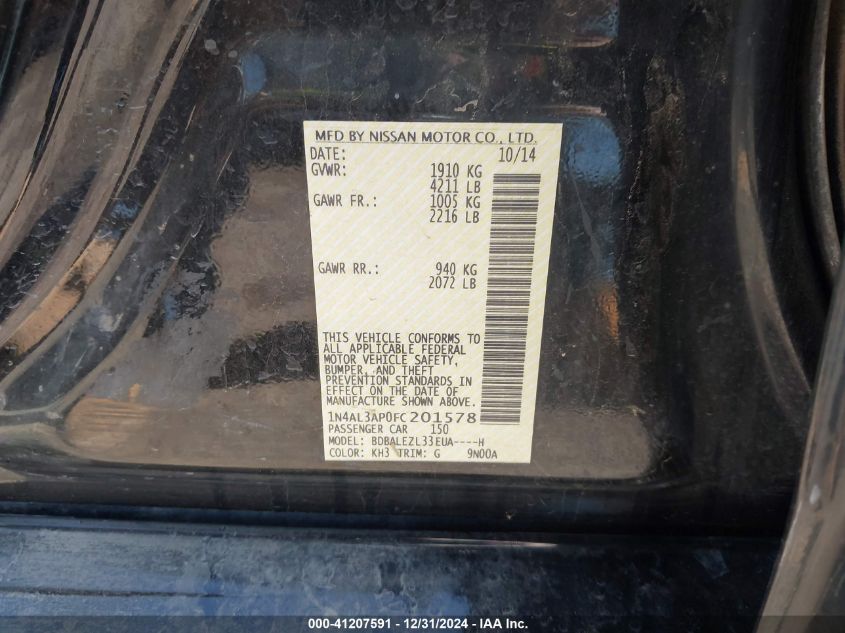 MFD BY NISSAN MOTOR CO., LTD.
DATE: 10/14
GVWR: 1910 KG
4211 LB
GAWR FR.: 1005 KG
2216 LB
GAWR RR.: 940 KG
2072 LB
THIS VEHICLE CONFORMS TO
ALL APPLICABLE FEDERAL
MOTOR VEHICLE SAFETY,
BUMPER, AND THEFT
PREVENTION STANDARDS IN
EFFECT ON THE DATE OF
MANUFACTURE SHOWN ABOVE.
1N4AL3AP0FC201578
PASSENGER CAR 150
MODEL: BDBALEZL33EUA----H
COLOR: KH3 TRIM: G 9N00A
000-41207591 - 12/31/2024 - IAA Inc.